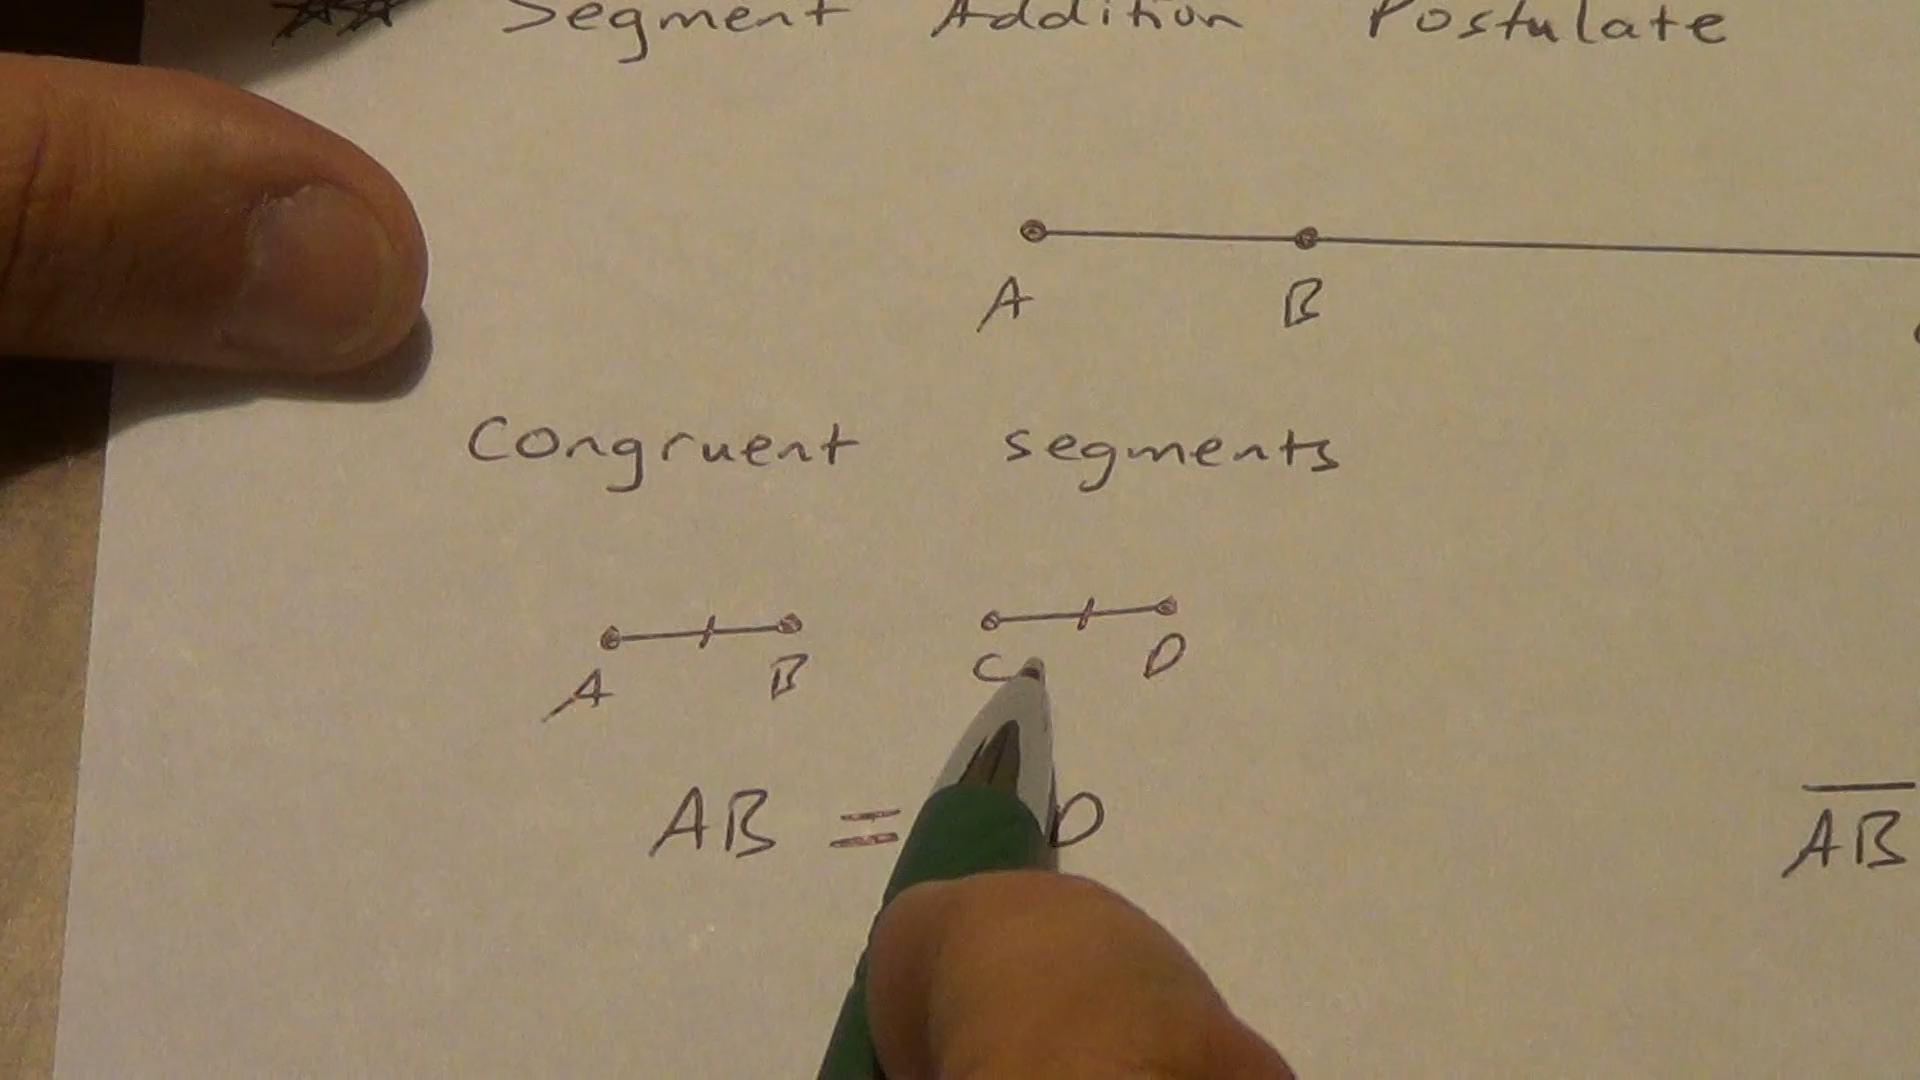 Segment Addition Postulate
A B
Congruent segments
A B C D
AB = D
AB